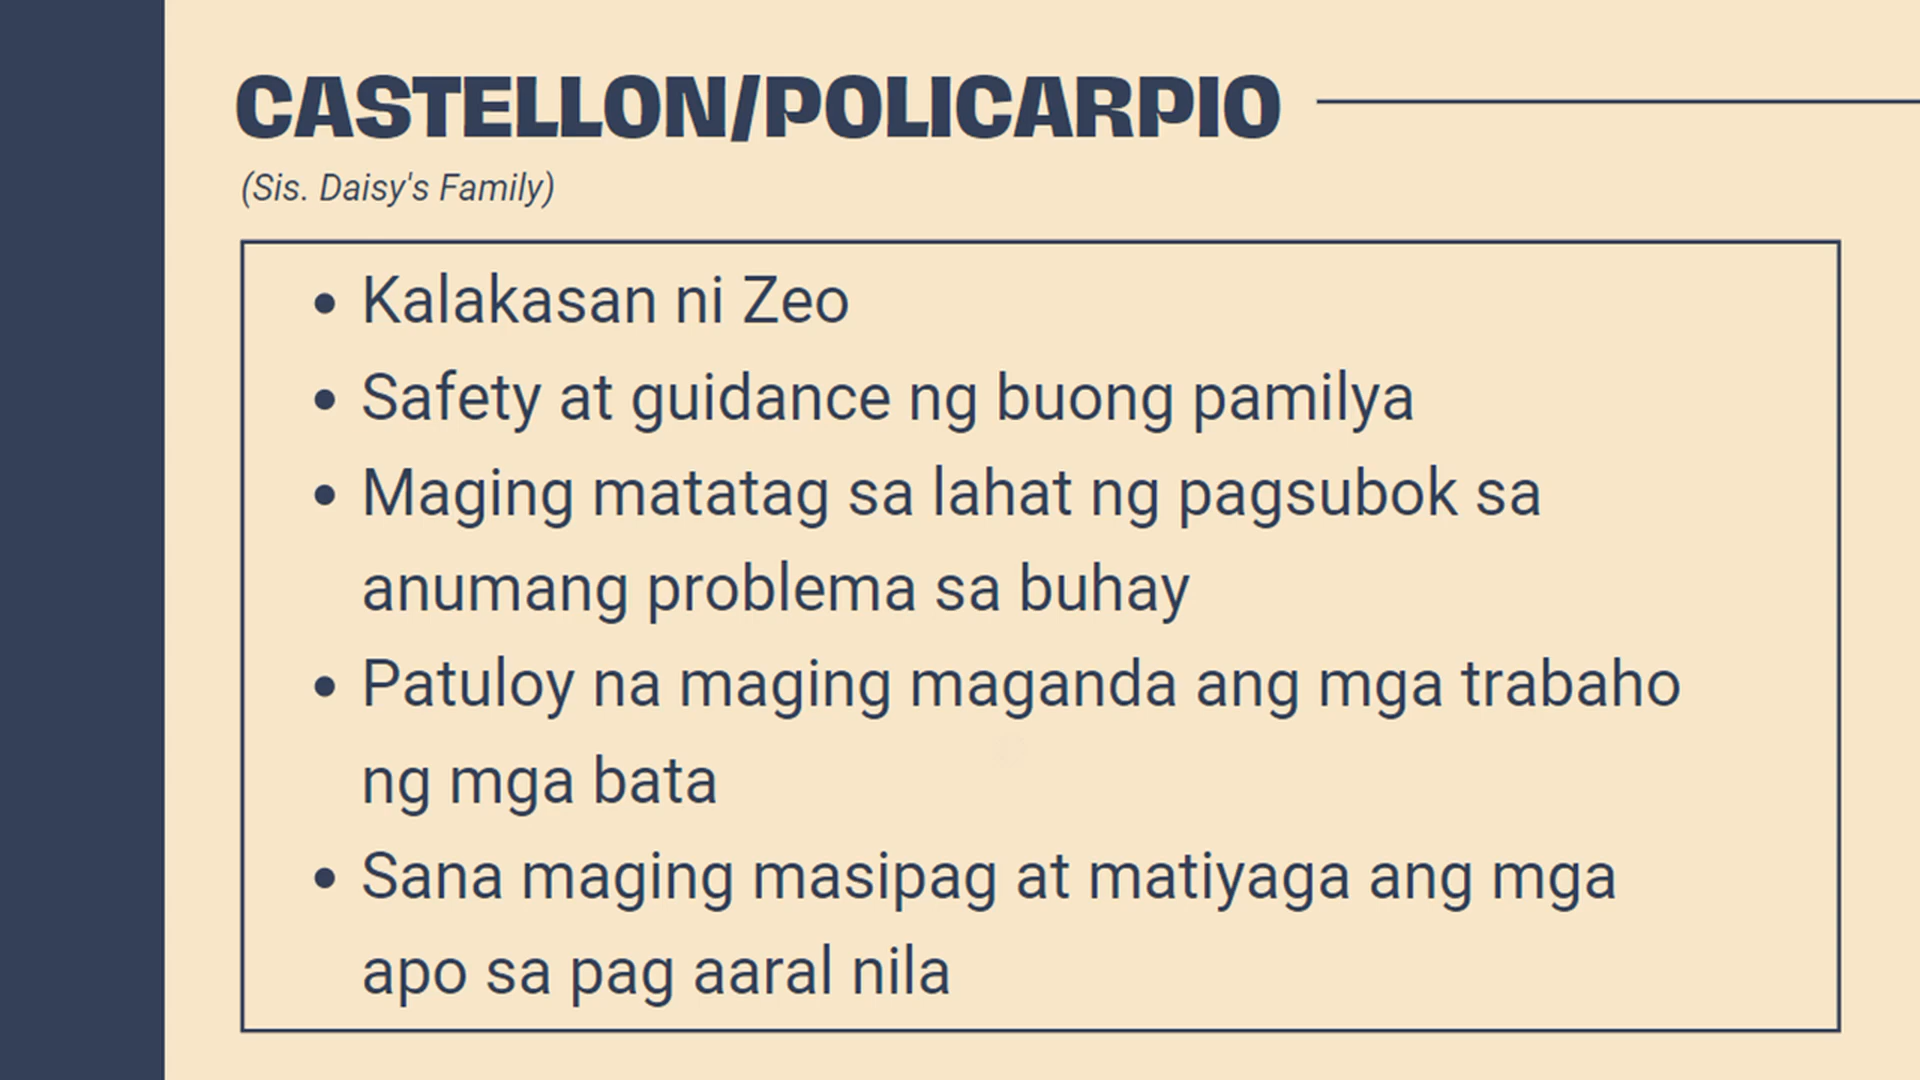 CASTELLON/POLICARPIO
(Sis. Daisy's Family)
• Kalakasan ni Zeo
• Safety at guidance ng buong pamilya
• Maging matatag sa lahat ng pagsubok sa
anumang problema sa buhay
• Patuloy na maging maganda ang mga trabaho
ng mga bata
• Sana maging masipag at matiyaga ang mga
apo sa pag aaral nila